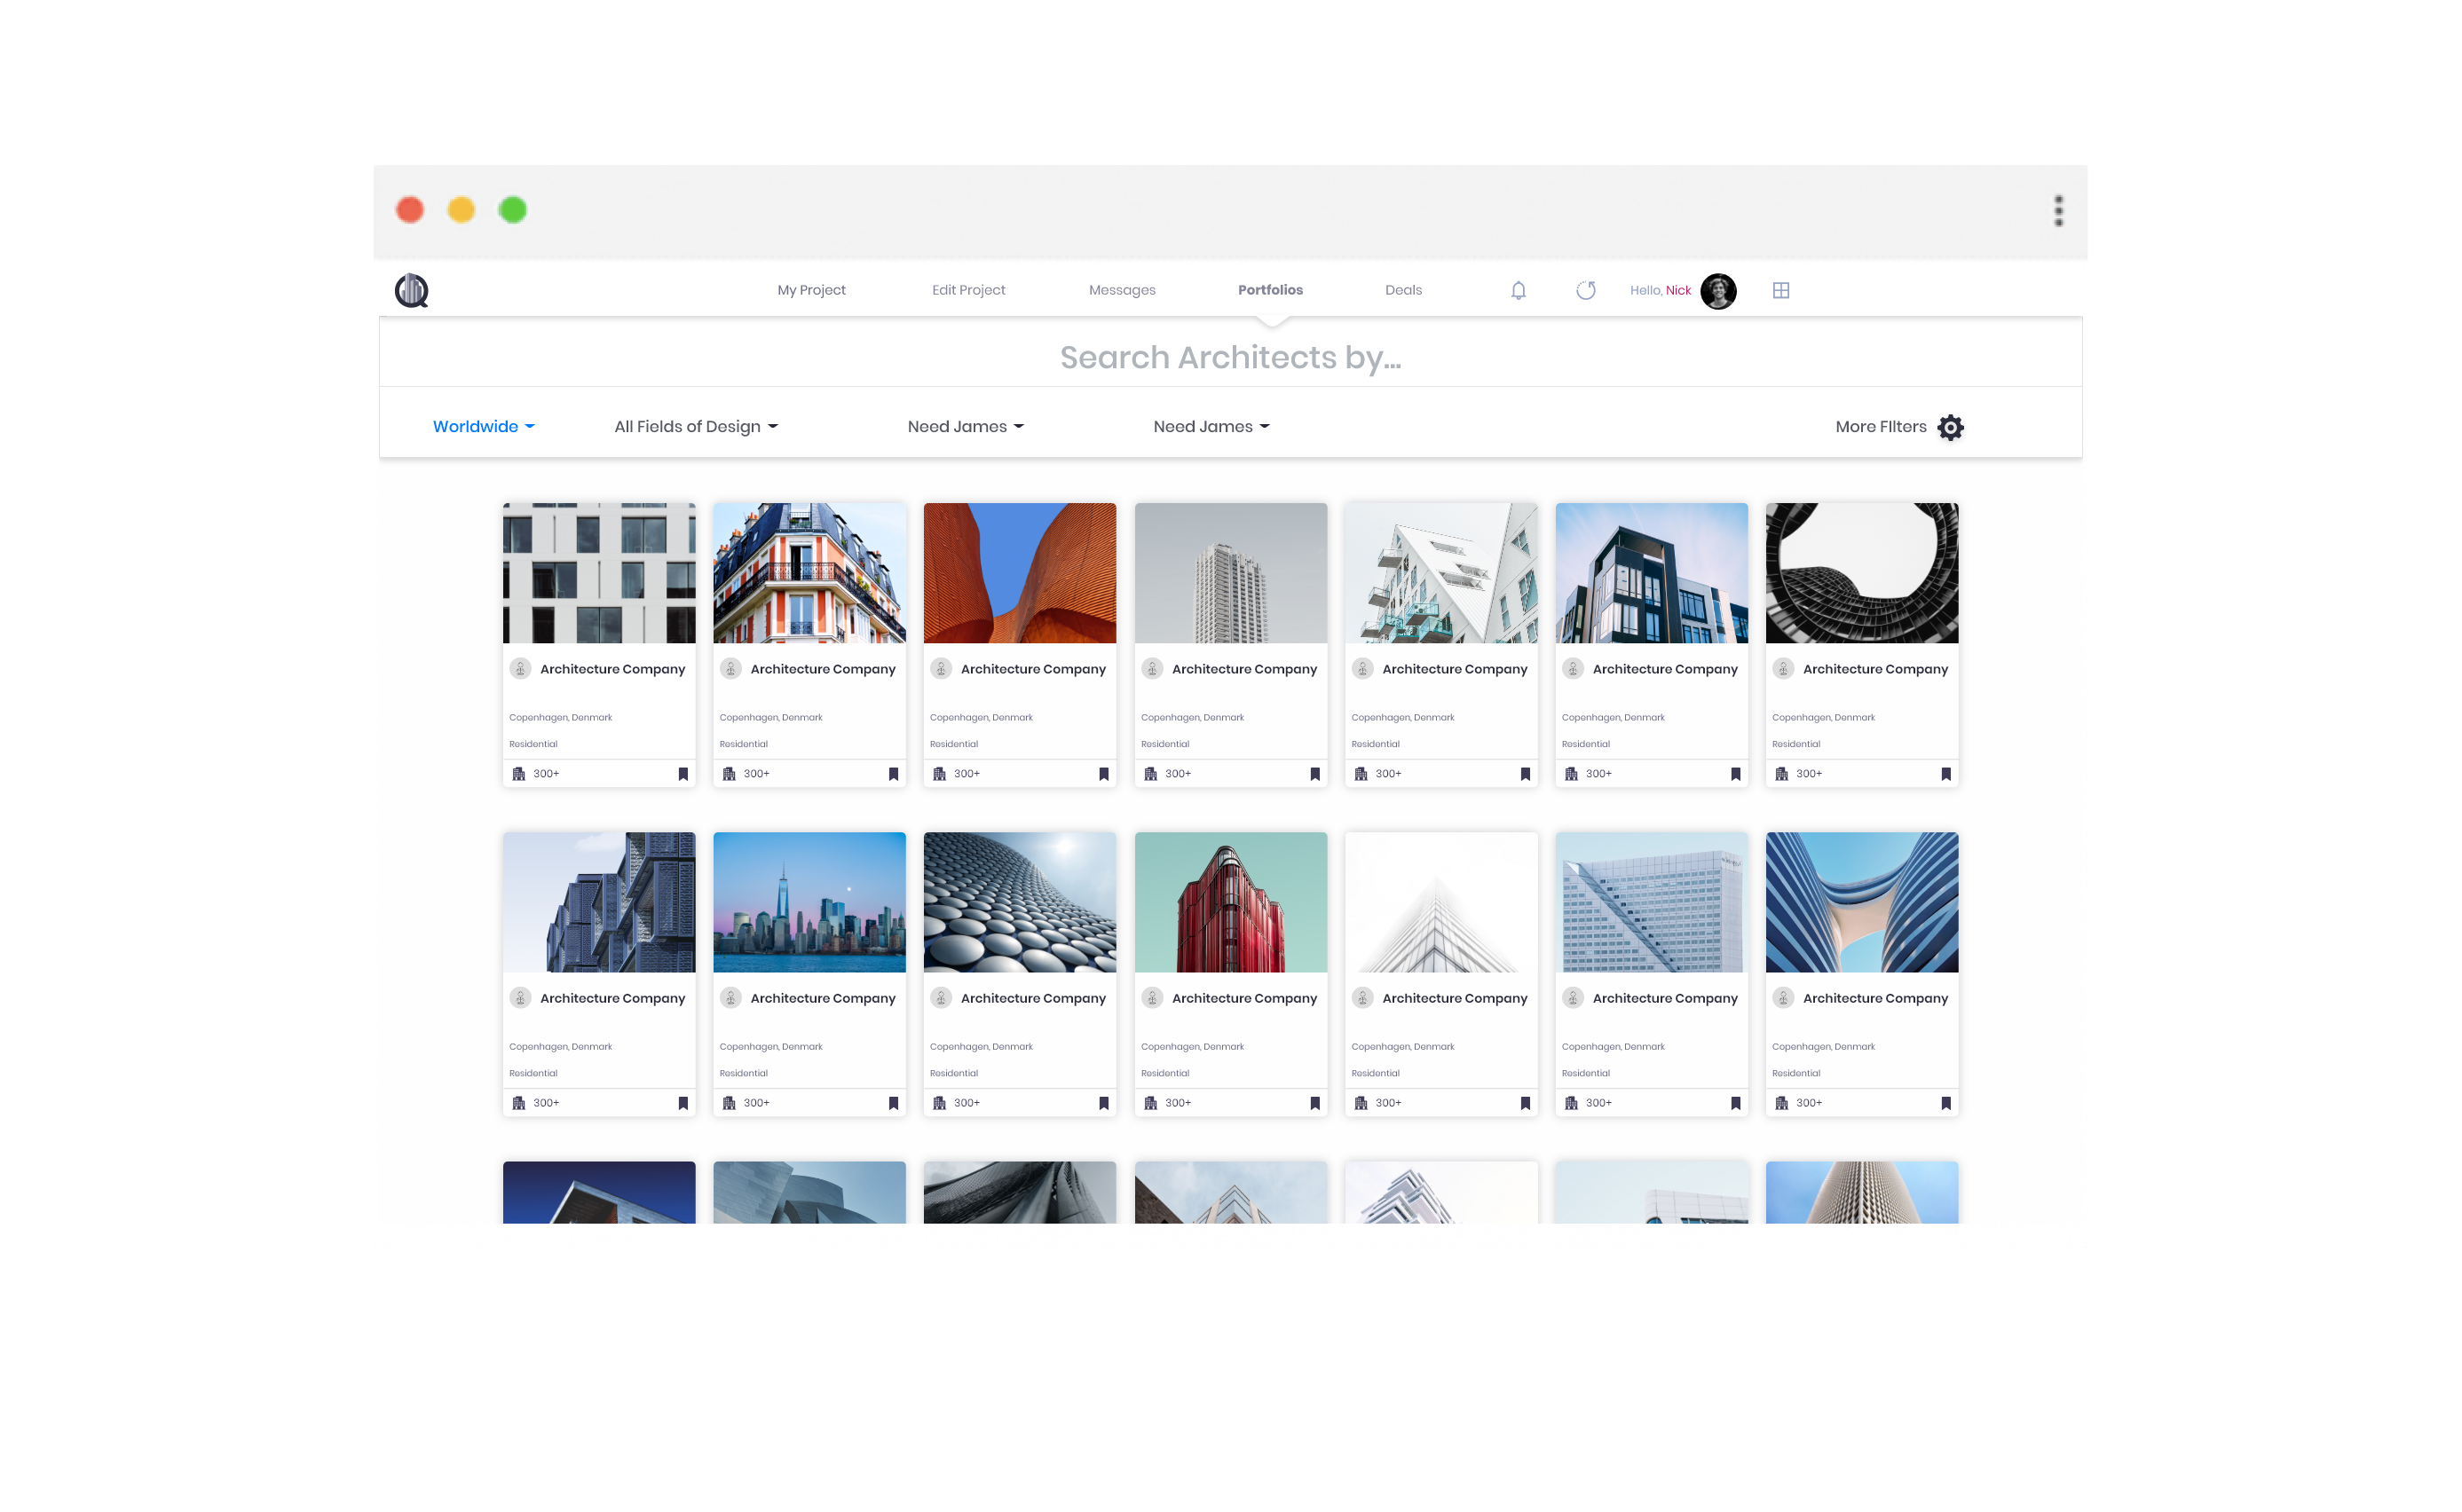 My Project Edit Project Messages Portfolios Deals Hello, Nick
Search Architects by...
Worldwide All Fields of Design Need James Need James More FIlters
Architecture Company Architecture Company Architecture Company Architecture Company Architecture Company Architecture Company Architecture Company
Copenhagen, Denmark Copenhagen, Denmark Copenhagen, Denmark Copenhagen, Denmark Copenhagen, Denmark Copenhagen, Denmark Copenhagen, Denmark
Residential Residential Residential Residential Residential Residential Residential
300+ 300+ 300+ 300+ 300+ 300+ 300+
Architecture Company Architecture Company Architecture Company Architecture Company Architecture Company Architecture Company Architecture Company
Copenhagen, Denmark Copenhagen, Denmark Copenhagen, Denmark Copenhagen, Denmark Copenhagen, Denmark Copenhagen, Denmark Copenhagen, Denmark
Residential Residential Residential Residential Residential Residential Residential
300+ 300+ 300+ 300+ 300+ 300+ 300+